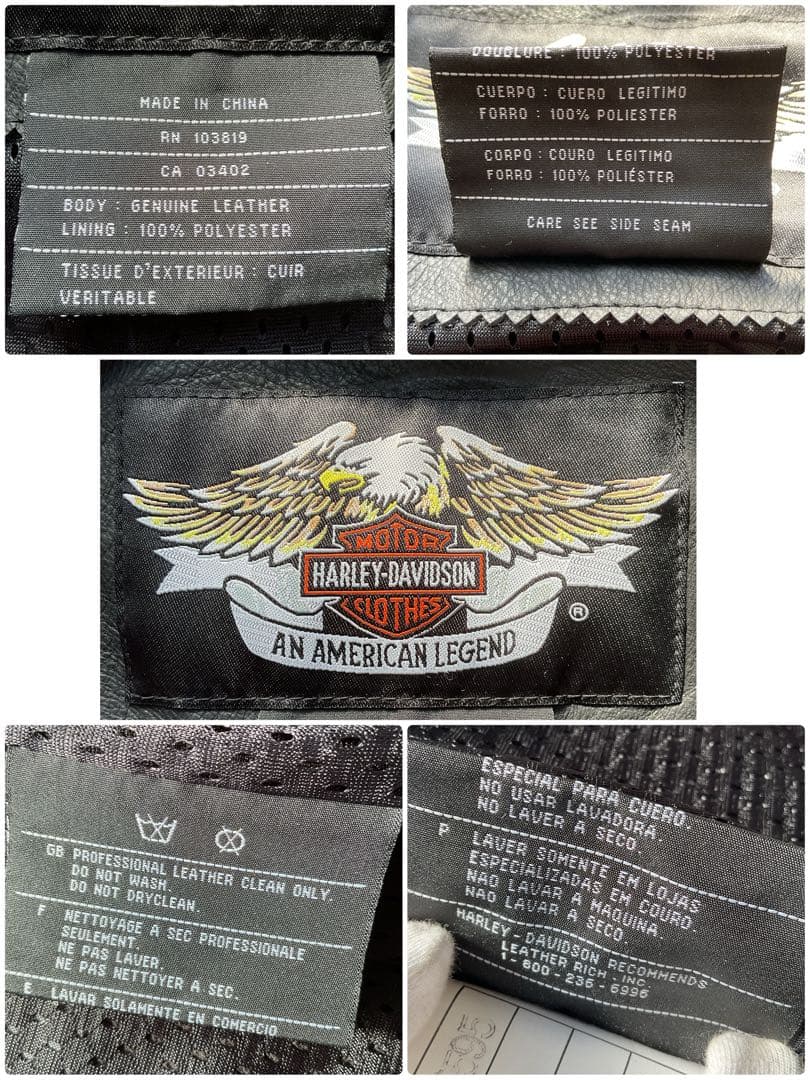 MADE IN CHINA
RN 103819
CA 03402
BODY : GENUINE LEATHER
LINING : 100% POLYESTER
TISSUE D'EXTERIEUR : CUIR
VERITABLE
DOUBLURE : 100% POLYESTER
CUERPO : CUERO LEGITIMO
FORRO : 100% POLIESTER
CORPO : COURO LEGITIMO
FORRO : 100% POLIÉSTER
CARE SEE SIDE SEAM
MOTOR
HARLEY-DAVIDSON
CLOTHES
®
AN AMERICAN LEGEND
GB PROFESSIONAL LEATHER CLEAN ONLY.
DO NOT WASH.
DO NOT DRYCLEAN.
F NETTOYAGE A SEC PROFESSIONALE
SEULEMENT.
NE PAS LAVER.
NE PAS NETTOYER A SEC.
E LAVAR SOLAMENTE EN COMERCIO
ESPECIAL PARA CUERO.
NO USAR LAVADORA
NO LAVER A SECO.
P LAVER SOMENTE EM LOJAS
ESPECIALIZADAS EM COURO.
NAO LAVAR A MAQUINA.
NAO LAVAR A SECO.
HARLEY-DAVIDSON RECOMMENDS
LEATHER RICH , INC
1-800-236-6996